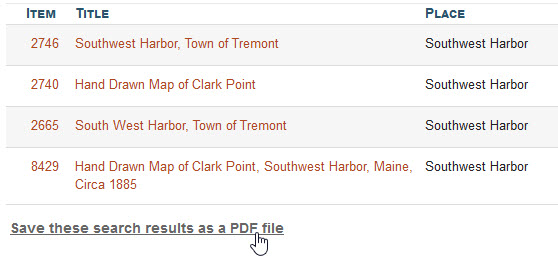 Item Title Place
2746 Southwest Harbor, Town of Tremont Southwest Harbor
2740 Hand Drawn Map of Clark Point Southwest Harbor
2665 South West Harbor, Town of Tremont Southwest Harbor
8429 Hand Drawn Map of Clark Point, Southwest Harbor, Maine, Southwest Harbor
Circa 1885
Save these search results as a PDF file